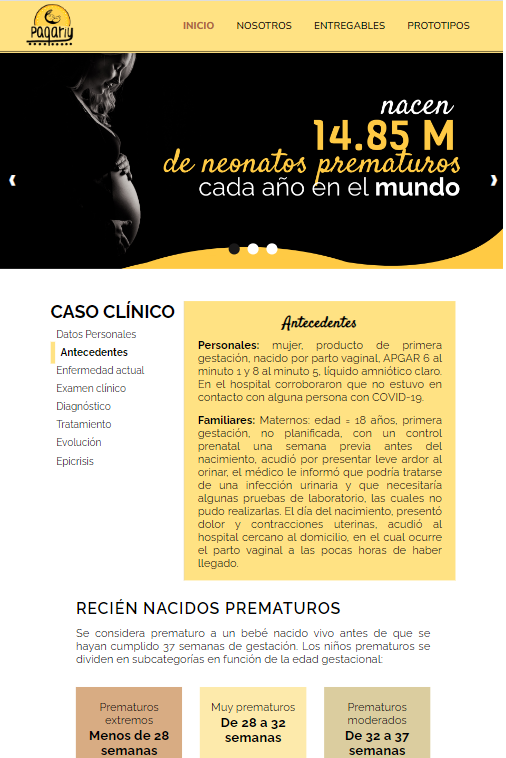 pagariy
INICIO NOSOTROS ENTREGABLES PROTOTIPOS
nacen
14.85 M
de neonatos prematuros
cada año en el mundo
CASO CLÍNICO
Datos Personales
Antecedentes
Enfermedad actual
Examen clínico
Diagnóstico
Tratamiento
Evolución
Epicrisis
Antecedentes
Personales: mujer, producto de primera
gestación, nacido por parto vaginal, APGAR 6 al
minuto 1 y 8 al minuto 5, líquido amniótico claro.
En el hospital corroboraron que no estuvo en
contacto con alguna persona con COVID-19.
Familiares: Maternos: edad = 18 años, primera
gestación, no planificada, con un control
prenatal una semana previa antes del
nacimiento, acudió por presentar leve ardor al
orinar, el médico le informó que podría tratarse
de una infección urinaria y que necesitaría
algunas pruebas de laboratorio, las cuales no
pudo realizarlas. El día del nacimiento, presentó
dolor y contracciones uterinas, acudió al
hospital cercano al domicilio, en el cual ocurre
el parto vaginal a las pocas horas de haber
llegado.
RECIÉN NACIDOS PREMATUROS
Se considera prematuro a un bebé nacido vivo antes de que se
hayan cumplido 37 semanas de gestación. Los niños prematuros se
dividen en subcategorías en función de la edad gestacional:
Prematuros
extremos
Menos de 28
semanas
Muy prematuros
De 28 a 32
semanas
Prematuros
moderados
De 32 a 37
semanas